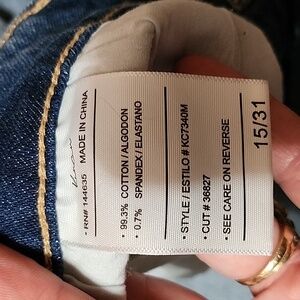 - RN# 144635   MADE IN CHINA
• 99.3% COTTON / ALGODON
• 0.7% SPANDEX / ELASTANO
• STYLE / ESTILO # KC7340M
• CUT # 36827
• SEE CARE ON REVERSE
15/31